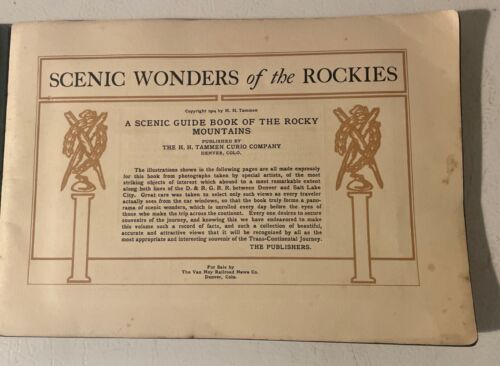 SCENIC WONDERS of the ROCKIES
Copyright 1914 by H. H. Tammen
A SCENIC GUIDE BOOK OF THE ROCKY
MOUNTAINS
PUBLISHED BY
THE H. H. TAMMEN CURIO COMPANY
DENVER, COLO.
The illustrations shown in the following pages are all made expressly
for this book from photographs taken by special artists, of the most
striking objects of interest which abound to a most remarkable extent
along both lines of the D. & R. G. R. R. between Denver and Salt Lake
City. Great care was taken to select only such views as every traveler
actually sees from the car windows, so that the book truly forms a pano-
rama of scenic wonders, which is unrolled every day before the eyes of
those who make the trip across the continent. Every one desires to secure
souvenirs of the journey, and knowing this we have endeavored to make
this volume such a record of facts, and such a collection of beautiful,
accurate and attractive views that it will be recognized by all as the
most appropriate and interesting souvenir of the Trans-Continental Journey.
THE PUBLISHERS.
For Sale by
The Van Noy Railroad News Co.
Denver, Colo.